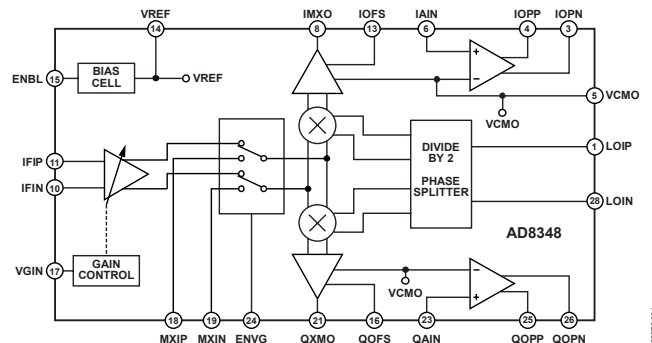 VREF IMXO IOFS IAIN IOPP IOPN
14 8 13 6 4 3
ENBL 15 BIAS
CELL
VREF
+
–
5 VCMO
VCMO
DIVIDE
BY 2
PHASE
SPLITTER
1 LOIP
28 LOIN
IFIP 11
IFIN 10
AD8348
VGIN 17 GAIN
CONTROL
VCMO
–
+
18 19 24 21 16 23 25 26
MXIP MXIN ENVG QXMO QOFS QAIN QOPP QOPN